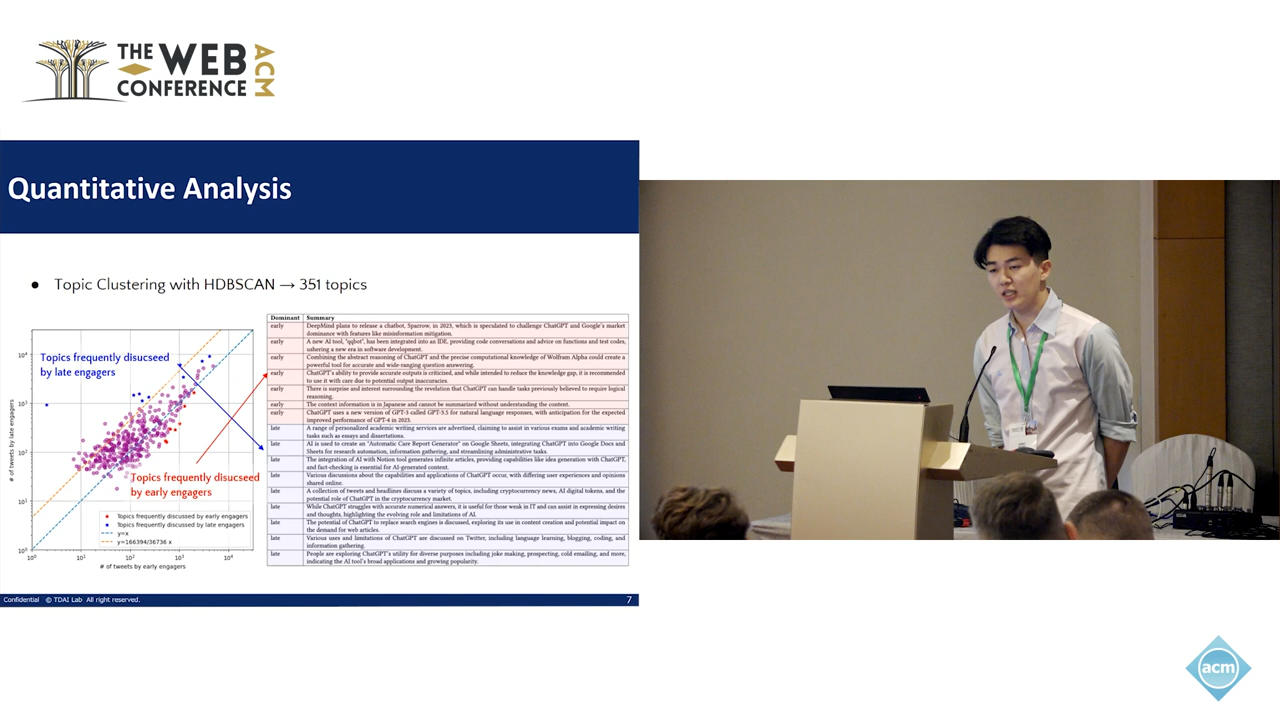 THE WEB
CONFERENCE
ACM
Quantitative Analysis
● Topic Clustering with HDBSCAN → 351 topics
Topics frequently disucseed
by late engagers
Topics frequently disucseed
by early engagers
# of tweets by late engagers
10⁴
10³
10²
10¹
10⁰
10⁰ 10¹ 10² 10³ 10⁴
# of tweets by early engagers
Topics frequently discussed by early engagers
Topics frequently discussed by late engagers
y=x
y=166394/36736 x
Dominant Summary
early DeepMind plans to release a chatbot, Sparrow, in 2023, which is speculated to challenge ChatGPT and Google's market
dominance with features like misinformation mitigation.
early A new AI tool, "qqbot", has been integrated into an IDE, providing code conversations and advice on functions and test codes,
ushering a new era in software development.
early Combining the abstract reasoning of ChatGPT and the precise computational knowledge of Wolfram Alpha could create a
powerful tool for accurate and wide-ranging question answering.
early ChatGPT's ability to provide accurate outputs is criticized, and while intended to reduce the knowledge gap, it is recommended
to use it with care due to potential output inaccuracies.
early There is surprise and interest surrounding the revelation that ChatGPT can handle tasks previously believed to require logical
reasoning.
early The context information is in Japanese and cannot be summarized without understanding the content.
early ChatGPT uses a new version of GPT-3 called GPT-3.5 for natural language responses, with anticipation for the expected
improved performance of GPT-4 in 2023.
late A range of personalized academic writing services are advertised, claiming to assist in various exams and academic writing
tasks such as essays and dissertations.
late AI is used to create an "Automatic Care Report Generator" on Google Sheets, integrating ChatGPT into Google Docs and
Sheets for research automation, information gathering, and streamlining administrative tasks.
late The integration of AI with Notion tool generates infinite articles, providing capabilities like idea generation with ChatGPT,
and fact-checking is essential for AI-generated content.
late Various discussions about the capabilities and applications of ChatGPT occur, with differing user experiences and opinions
shared online.
late A collection of tweets and headlines discuss a variety of topics, including cryptocurrency news, AI digital tokens, and the
potential role of ChatGPT in the cryptocurrency market.
late While ChatGPT struggles with accurate numerical answers, it is useful for those weak in IT and can assist in expressing desires
and thoughts, highlighting the evolving role and limitations of AI.
late The potential of ChatGPT to replace search engines is discussed, exploring its use in content creation and potential impact on
the demand for web articles.
late Various uses and limitations of ChatGPT are discussed on Twitter, including language learning, blogging, coding, and
information gathering.
late People are exploring ChatGPT's utility for diverse purposes including joke making, prospecting, cold emailing, and more,
indicating the AI tool's broad applications and growing popularity.
Confidential © TDAI Lab All right reserved.
7
acm